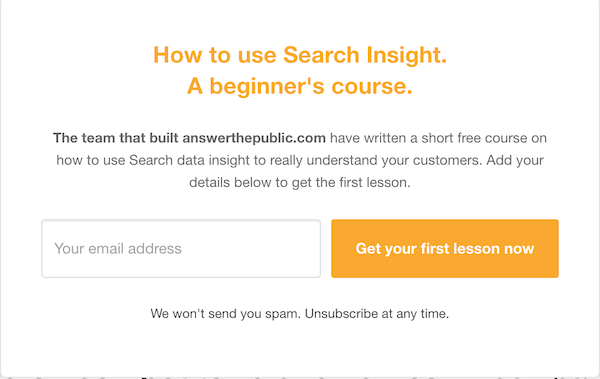 How to use Search Insight.
A beginner's course.
The team that built answerthepublic.com have written a short free course on
how to use Search data insight to really understand your customers. Add your
details below to get the first lesson.
Your email address
Get your first lesson now
We won't send you spam. Unsubscribe at any time.